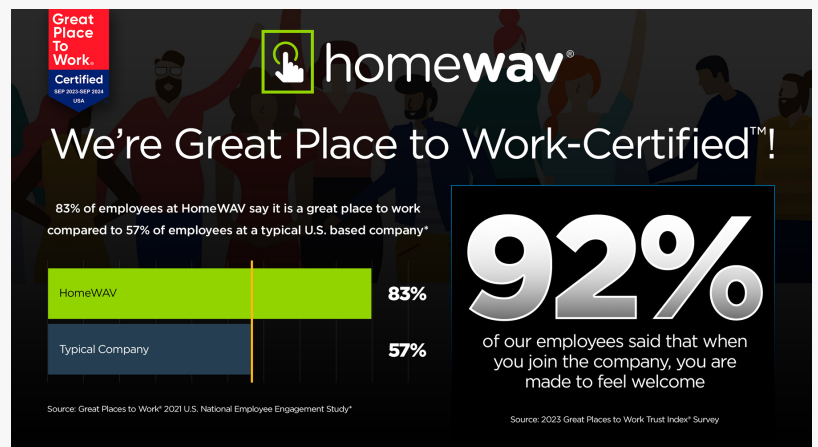 Great
Place
To
Work®
Certified
SEP 2023-SEP 2024
USA
homewav®
We're Great Place to Work-Certified™!
83% of employees at HomeWAV say it is a great place to work
compared to 57% of employees at a typical U.S. based company*
HomeWAV 83%
Typical Company 57%
Source: Great Places to Work® 2021 U.S. National Employee Engagement Study*
92%
of our employees said that when
you join the company, you are
made to feel welcome
Source: 2023 Great Places to Work Trust Index® Survey